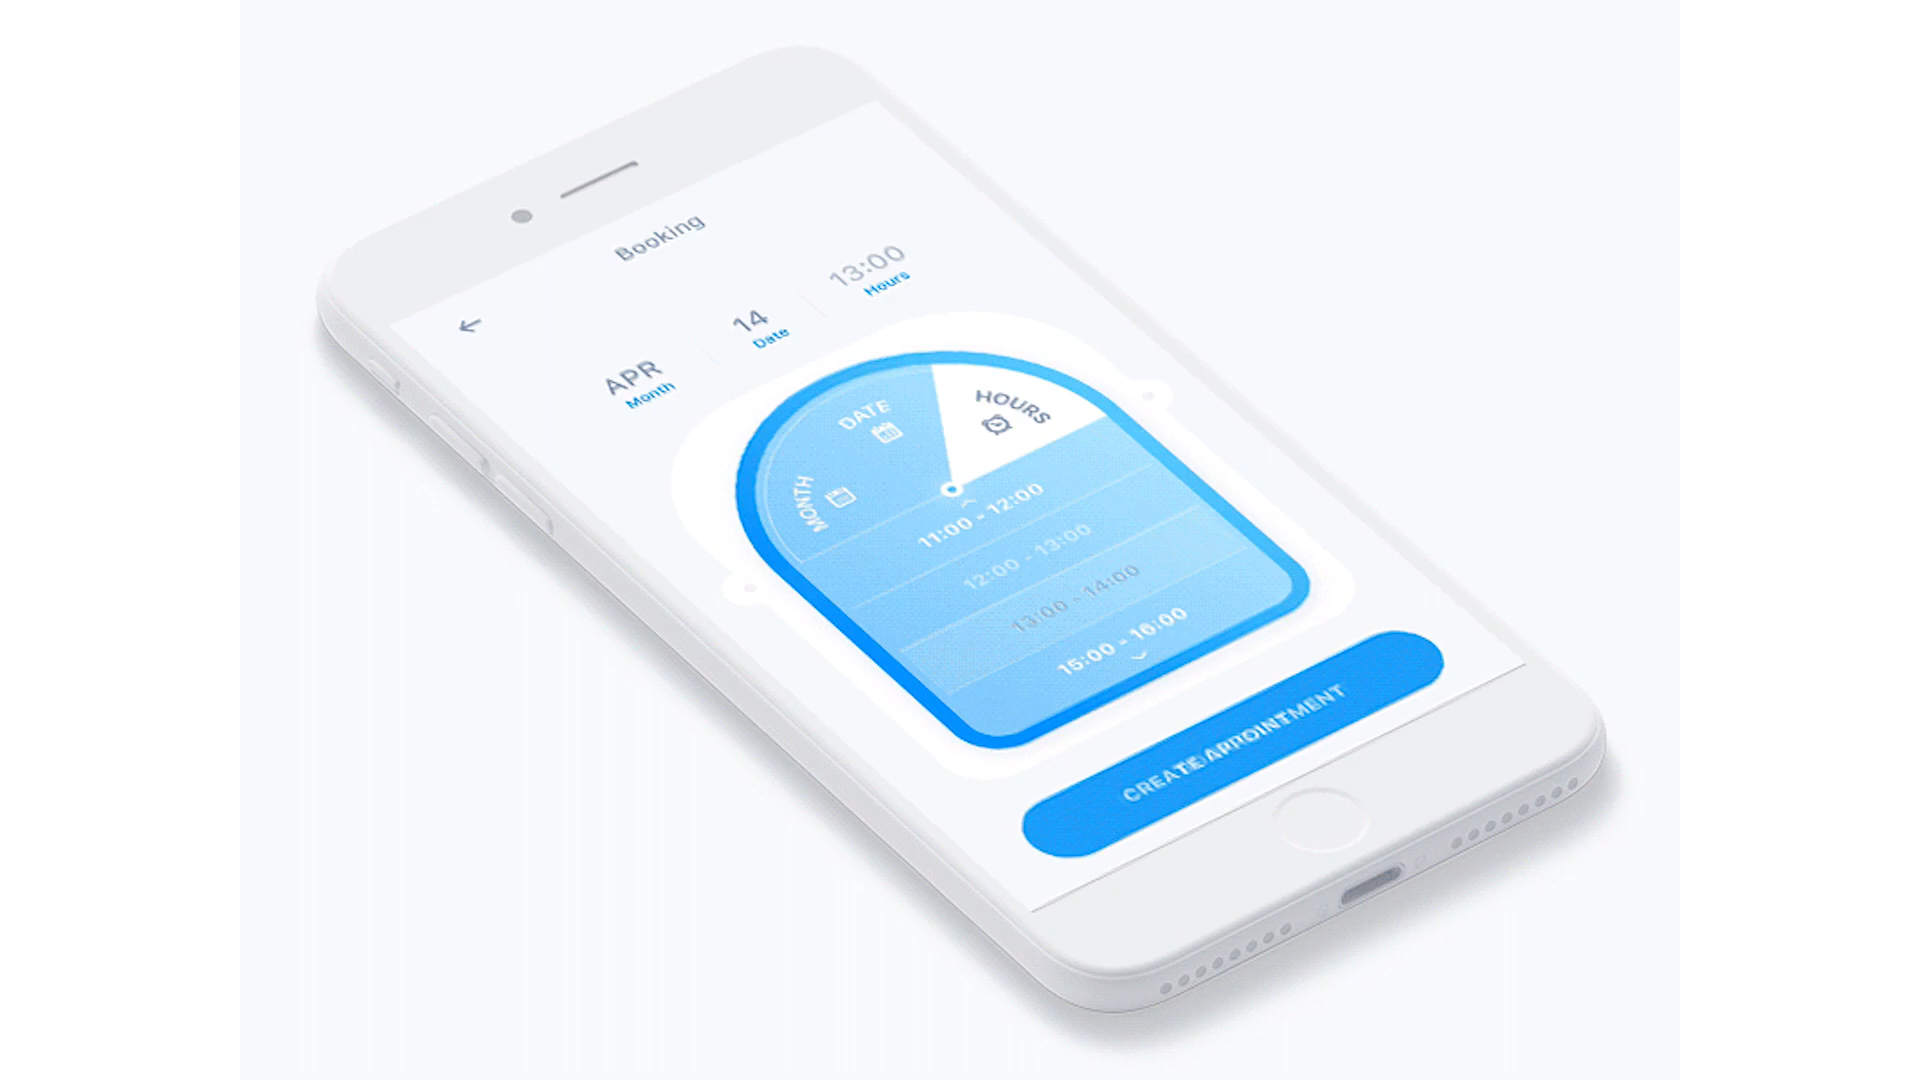 Booking
APR
Month
14
Date
13:00
Hours
MONTH
DATE
HOURS
11:00 - 12:00
12:00 - 13:00
13:00 - 14:00
15:00 - 16:00
CREATE APPOINTMENT